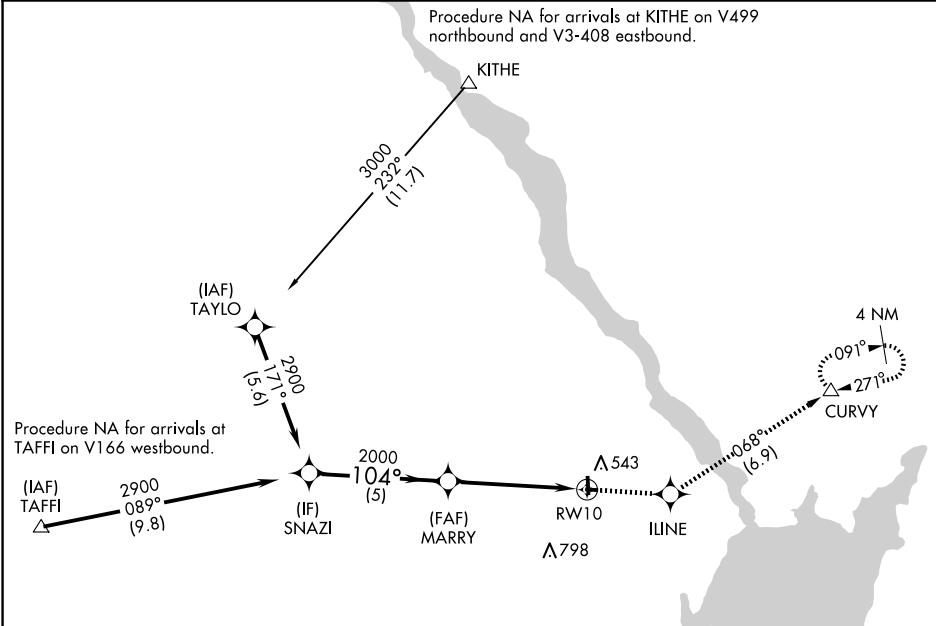 Procedure NA for arrivals at KITHE on V499
northbound and V3-408 eastbound.
KITHE
3000
232°
(11.7)
(IAF)
TAYLO
2900
171°
(5.6)
4 NM
091°
271°
CURVY
068°
(6.9)
Procedure NA for arrivals at
TAFFI on V166 westbound.
(IAF)
TAFFI
2900
089°
(9.8)
(IF)
SNAZI
2000
104°
(5)
(FAF)
MARRY
543
RW10
ILINE
798